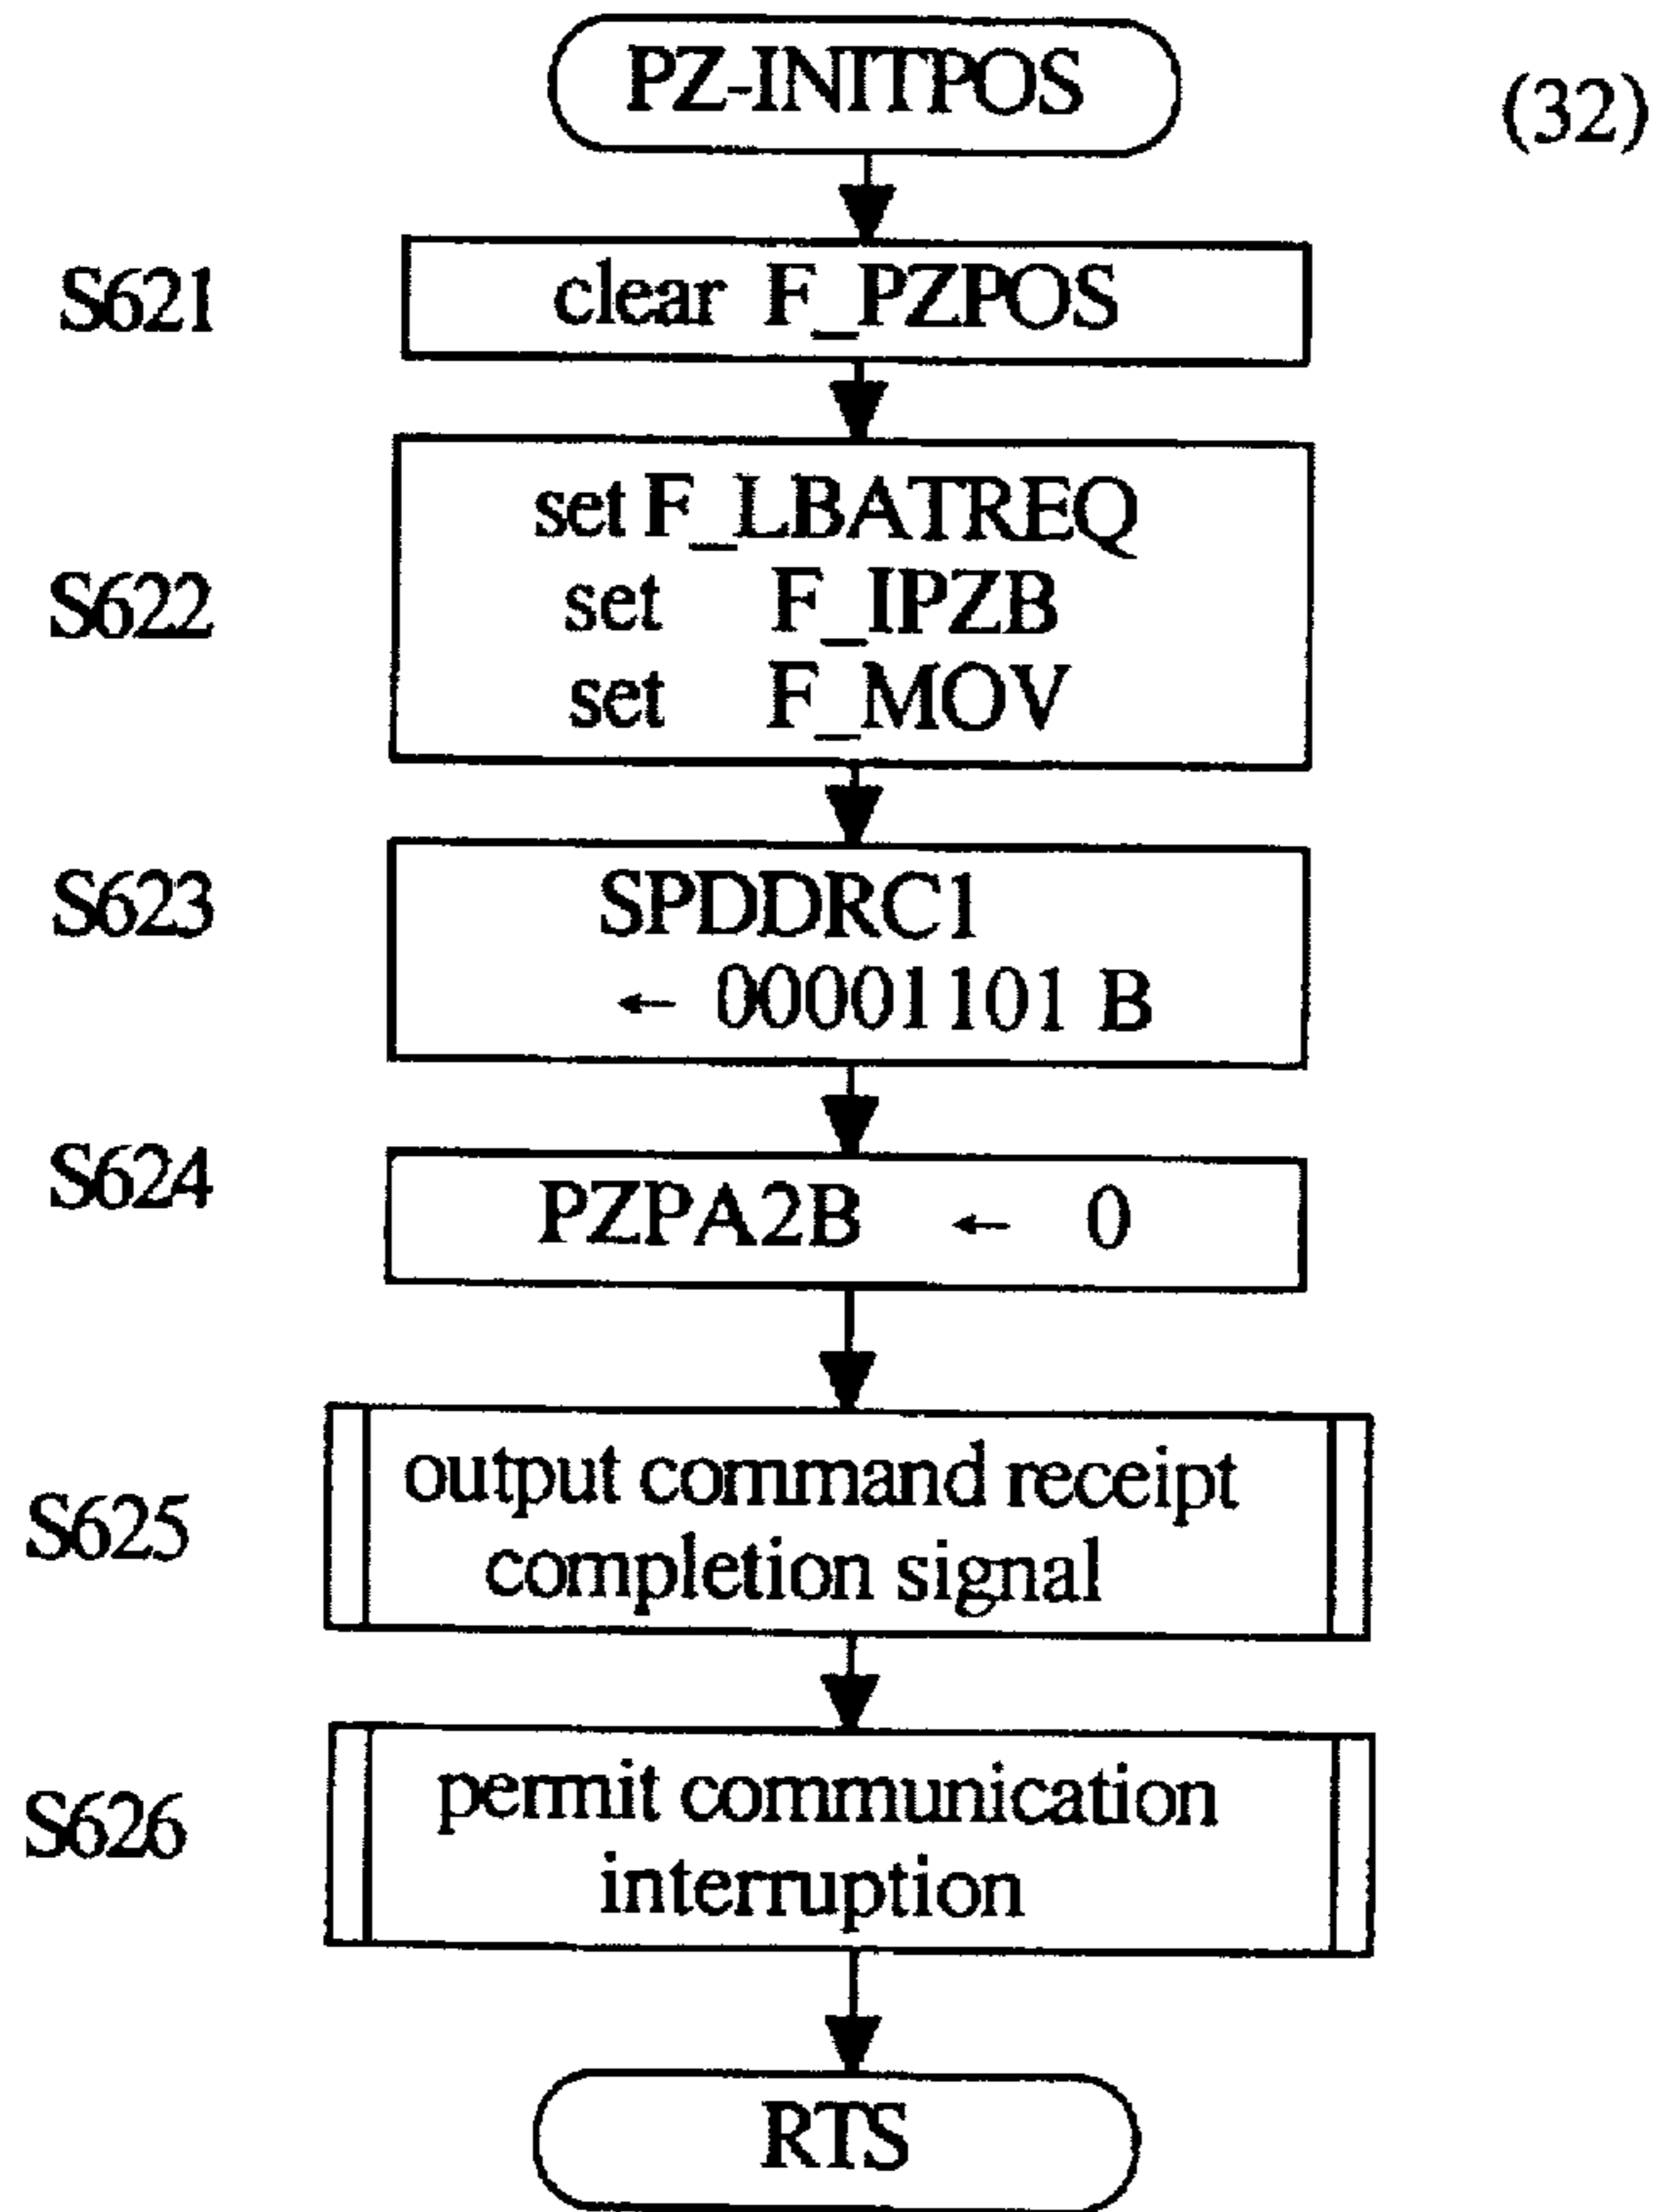 PZ-INITPOS
(32)
S621
clear F_PZPOS
S622
set F_LBATREQ
set F_IPZB
set F_MOV
S623
SPDDRC1
← 00001101 B
S624
PZPA2B ← 0
S625
output command receipt
completion signal
S626
permit communication
interruption
RTS